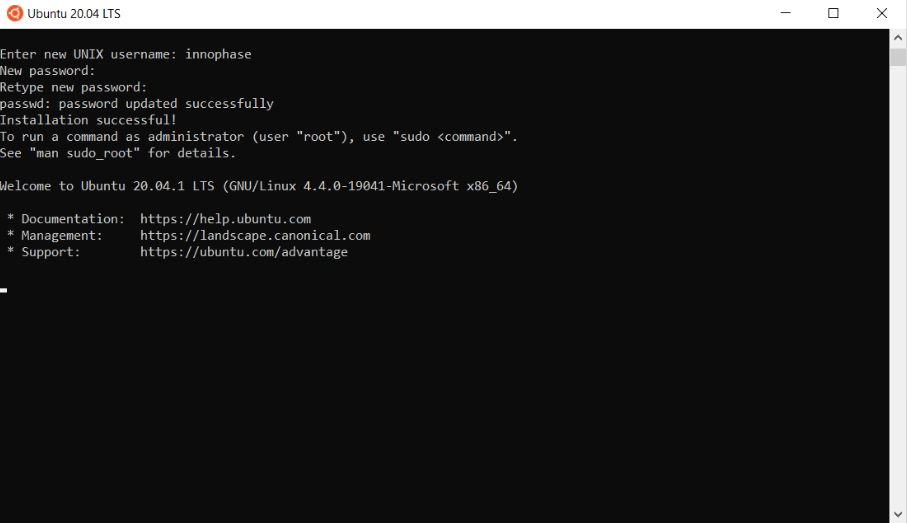 Ubuntu 20.04 LTS
Enter new UNIX username: innophase
New password:
Retype new password:
passwd: password updated successfully
Installation successful!
To run a command as administrator (user "root"), use "sudo <command>".
See "man sudo_root" for details.
Welcome to Ubuntu 20.04.1 LTS (GNU/Linux 4.4.0-19041-Microsoft x86_64)
* Documentation:  https://help.ubuntu.com
* Management:     https://landscape.canonical.com
* Support:        https://ubuntu.com/advantage